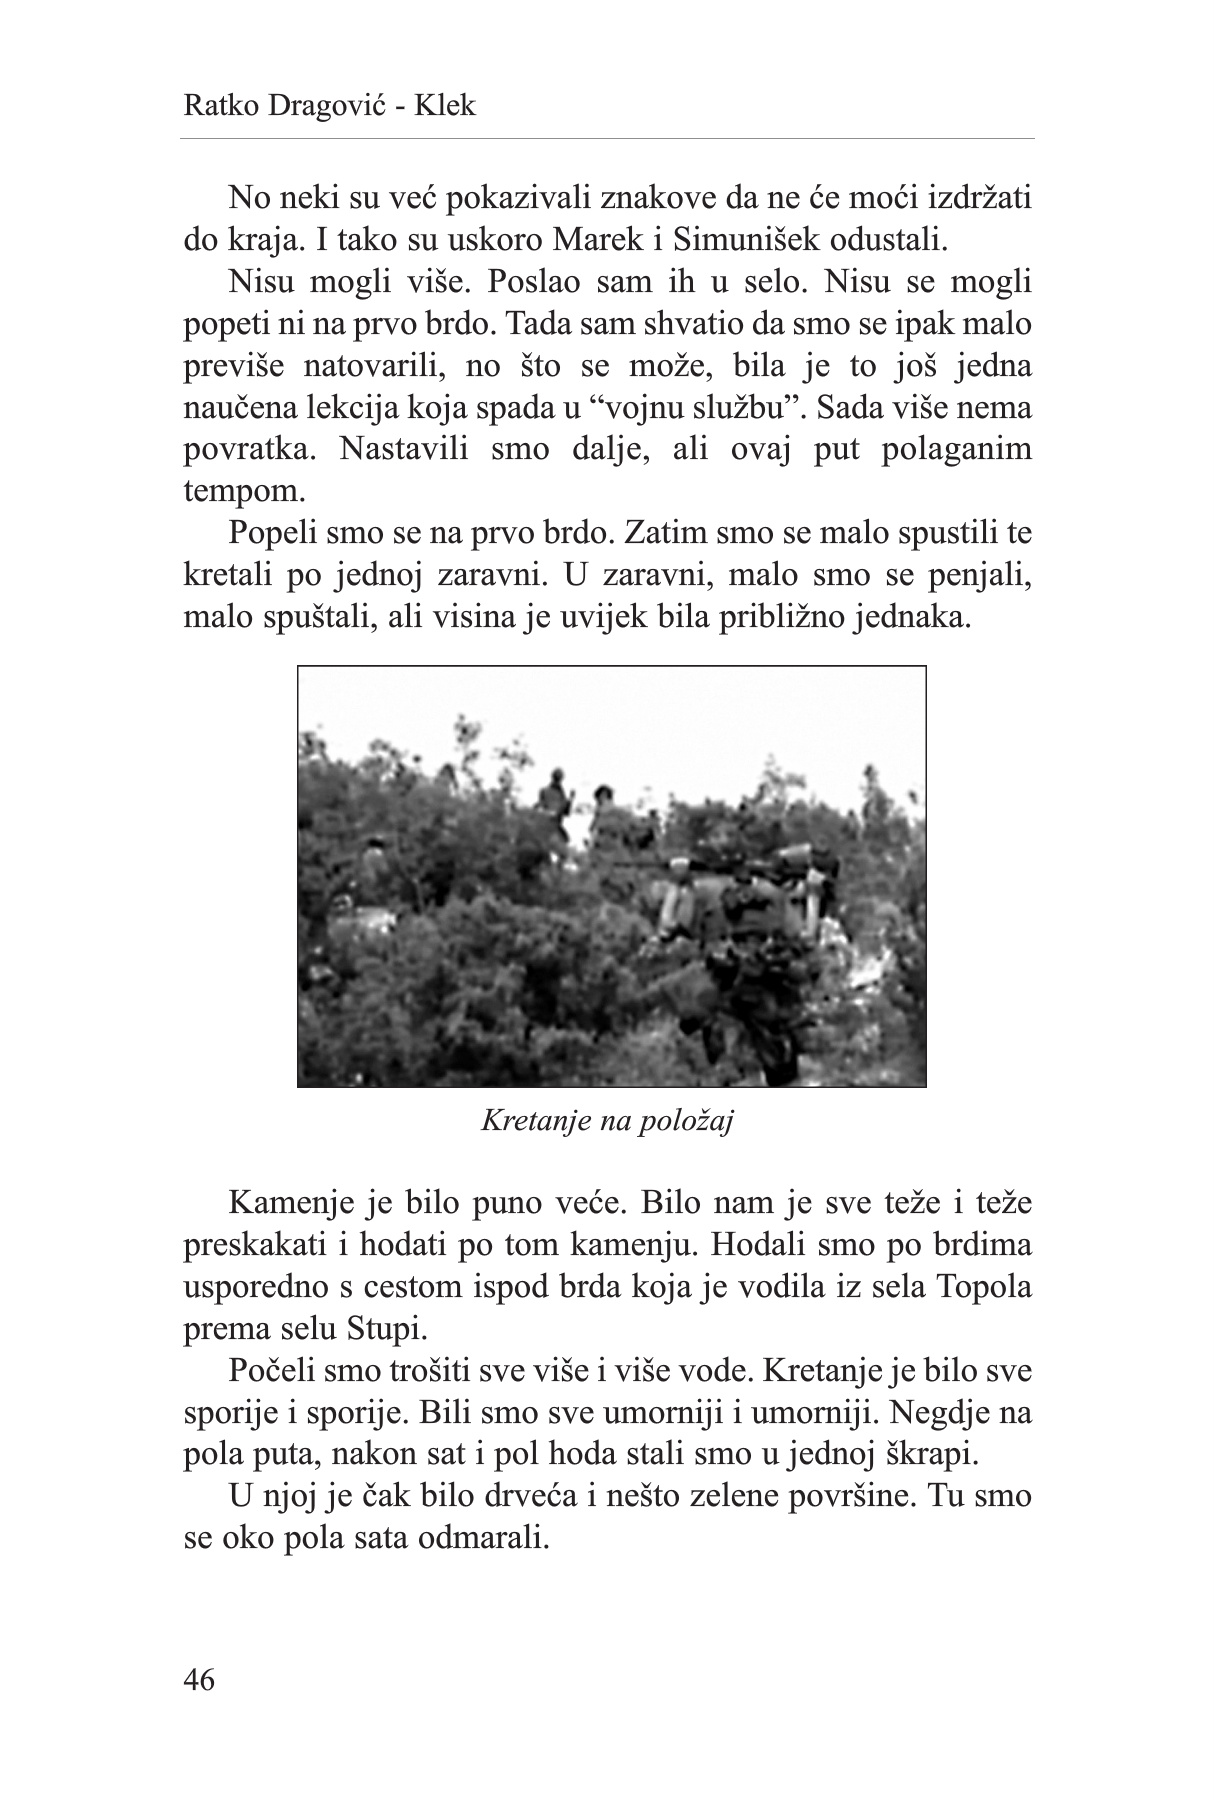 Ratko Dragović - Klek
No neki su već pokazivali znakove da ne će moći izdržati
do kraja. I tako su uskoro Marek i Simunišek odustali.
Nisu mogli više. Poslao sam ih u selo. Nisu se mogli
popeti ni na prvo brdo. Tada sam shvatio da smo se ipak malo
previše natovarili, no što se može, bila je to još jedna
naučena lekcija koja spada u “vojnu službu”. Sada više nema
povratka. Nastavili smo dalje, ali ovaj put polaganim
tempom.
Popeli smo se na prvo brdo. Zatim smo se malo spustili te
kretali po jednoj zaravni. U zaravni, malo smo se penjali,
malo spuštali, ali visina je uvijek bila približno jednaka.
Kretanje na položaj
Kamenje je bilo puno veće. Bilo nam je sve teže i teže
preskakati i hodati po tom kamenju. Hodali smo po brdima
usporedno s cestom ispod brda koja je vodila iz sela Topola
prema selu Stupi.
Počeli smo trošiti sve više i više vode. Kretanje je bilo sve
sporije i sporije. Bili smo sve umorniji i umorniji. Negdje na
pola puta, nakon sat i pol hoda stali smo u jednoj škrapi.
U njoj je čak bilo drveća i nešto zelene površine. Tu smo
se oko pola sata odmarali.
46